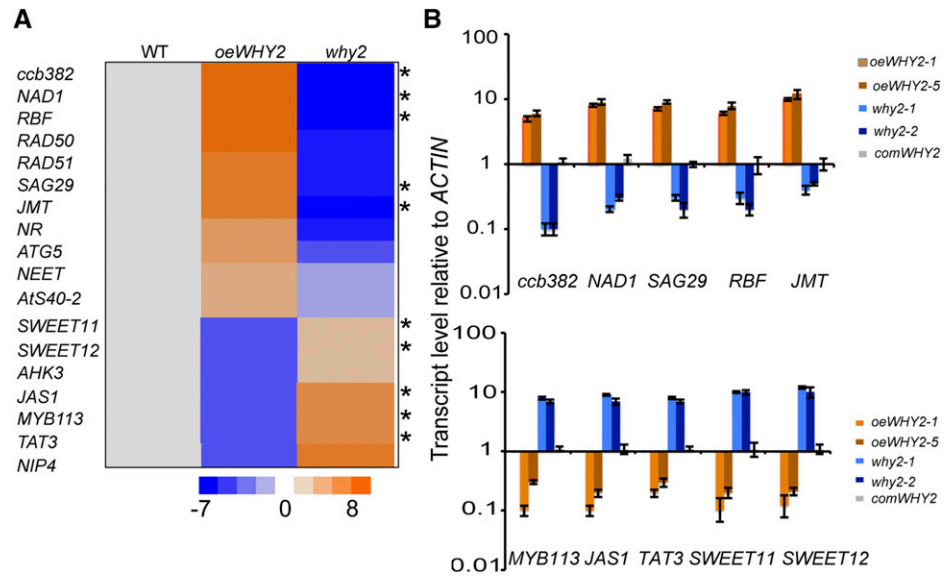 A
WT oeWHY2 why2
ccb382 *
NAD1 *
RBF *
RAD50
RAD51
SAG29 *
JMT *
NR
ATG5
NEET
AtS40-2
SWEET11 *
SWEET12 *
AHK3
JAS1 *
MYB113 *
TAT3 *
NIP4
-7 0 8
B
Transcript level relative to ACTIN
100
10
1
0.1
0.01
ccb382 NAD1 SAG29 RBF JMT
oeWHY2-1
oeWHY2-5
why2-1
why2-2
comWHY2
100
10
1
0.1
0.01
MYB113 JAS1 TAT3 SWEET11 SWEET12
oeWHY2-1
oeWHY2-5
why2-1
why2-2
comWHY2